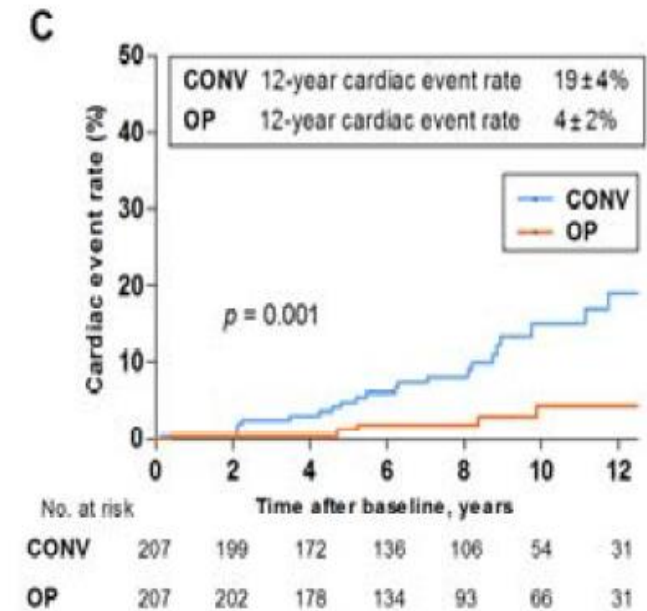 C
50
CONV 12-year cardiac event rate 19±4%
OP 12-year cardiac event rate 4±2%
40
30
20
10
0
Cardiac event rate (%)
CONV
OP
p = 0.001
0 2 4 6 8 10 12
No. at risk Time after baseline, years
CONV 207 199 172 136 106 54 31
OP 207 202 178 134 93 66 31